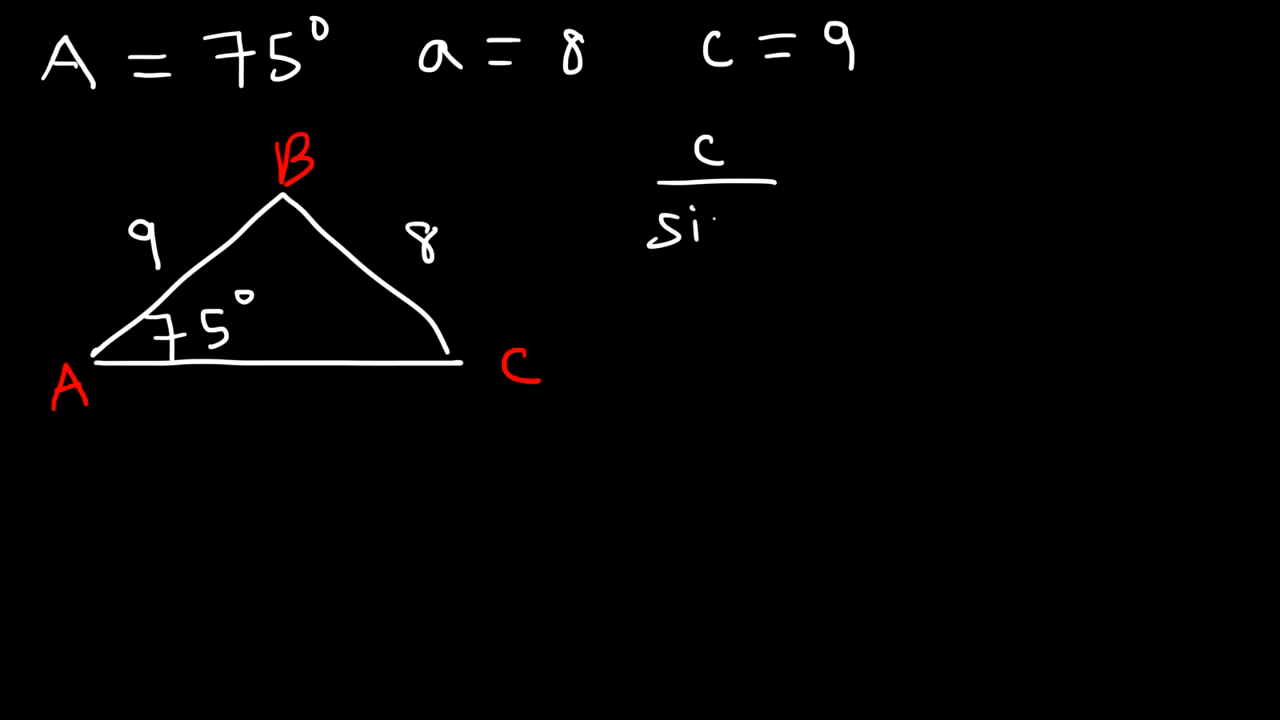 A = 75° a = 8 c = 9
c
si
B
9
8
75°
A
C